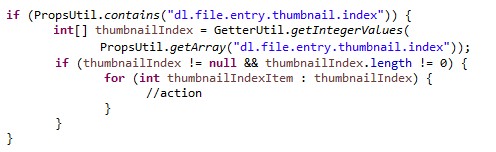 if (PropsUtil.contains("dl.file.entry.thumbnail.index")) {
int[] thumbnailIndex = GetterUtil.getIntegerValues(
PropsUtil.getArray("dl.file.entry.thumbnail.index"));
if (thumbnailIndex != null && thumbnailIndex.length != 0) {
for (int thumbnailIndexItem : thumbnailIndex) {
//action
}
}
}